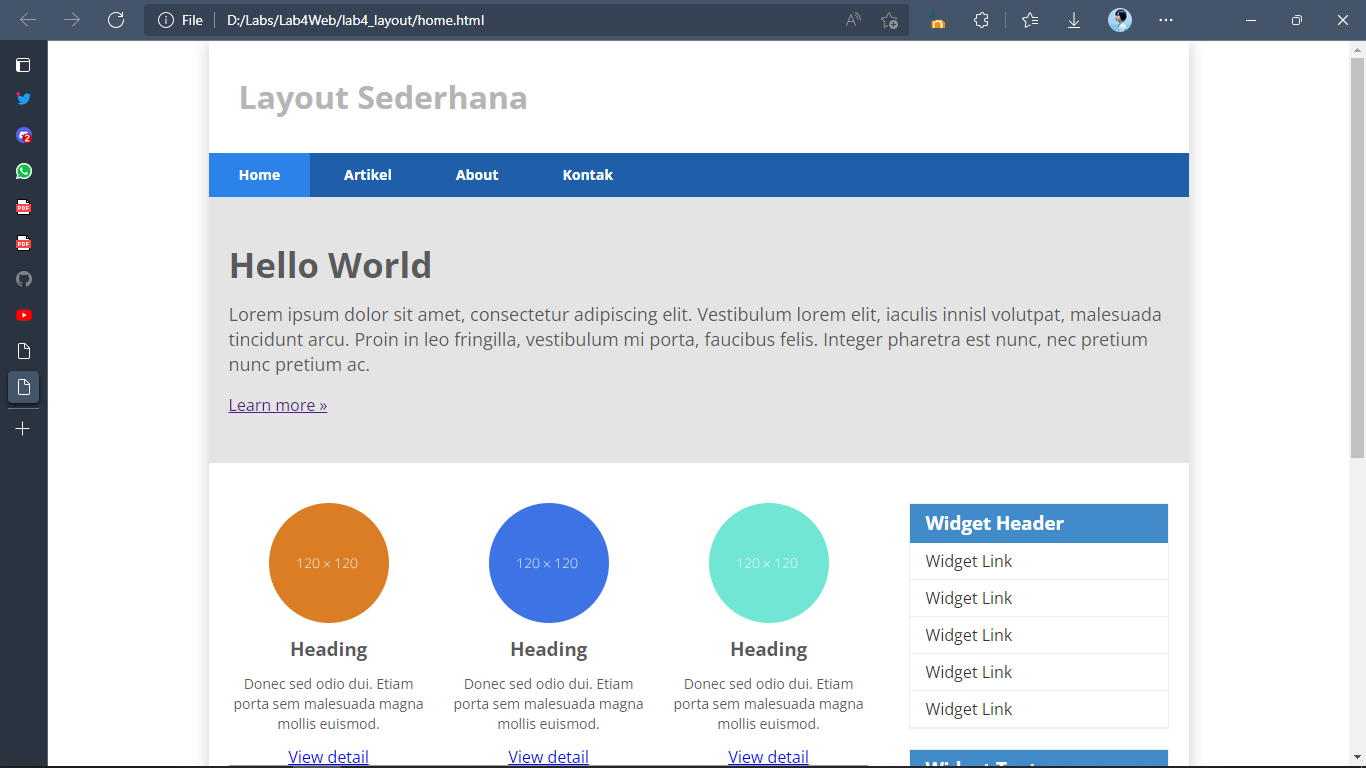 File
D:/Labs/Lab4Web/lab4_layout/home.html
Layout Sederhana
Home
Artikel
About
Kontak
Hello World
Lorem ipsum dolor sit amet, consectetur adipiscing elit. Vestibulum lorem elit, iaculis innisl volutpat, malesuada
tincidunt arcu. Proin in leo fringilla, vestibulum mi porta, faucibus felis. Integer pharetra est nunc, nec pretium
nunc pretium ac.
Learn more »
120 × 120
Heading
Donec sed odio dui. Etiam
porta sem malesuada magna
mollis euismod.
View detail
120 × 120
Heading
Donec sed odio dui. Etiam
porta sem malesuada magna
mollis euismod.
View detail
120 × 120
Heading
Donec sed odio dui. Etiam
porta sem malesuada magna
mollis euismod.
View detail
Widget Header
Widget Link
Widget Link
Widget Link
Widget Link
Widget Link